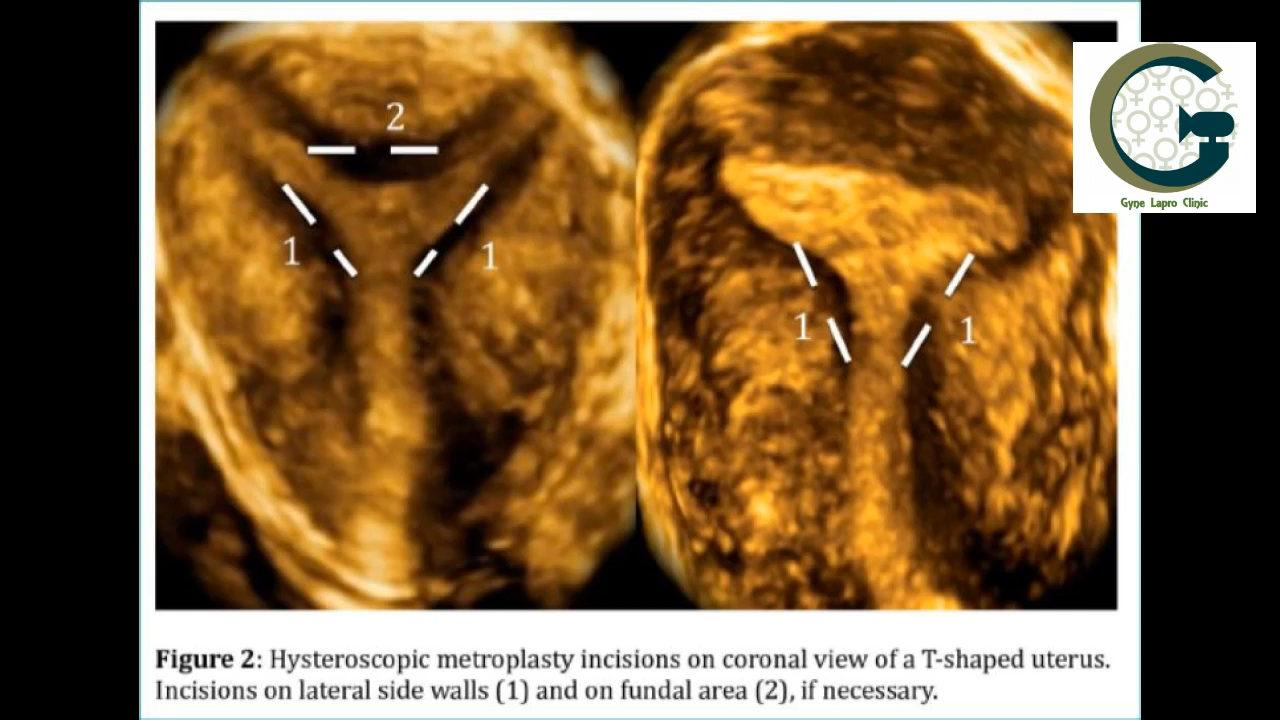 2
1
1
1
1
Gyne Lapro Clinic
Figure 2: Hysteroscopic metroplasty incisions on coronal view of a T-shaped uterus.
Incisions on lateral side walls (1) and on fundal area (2), if necessary.